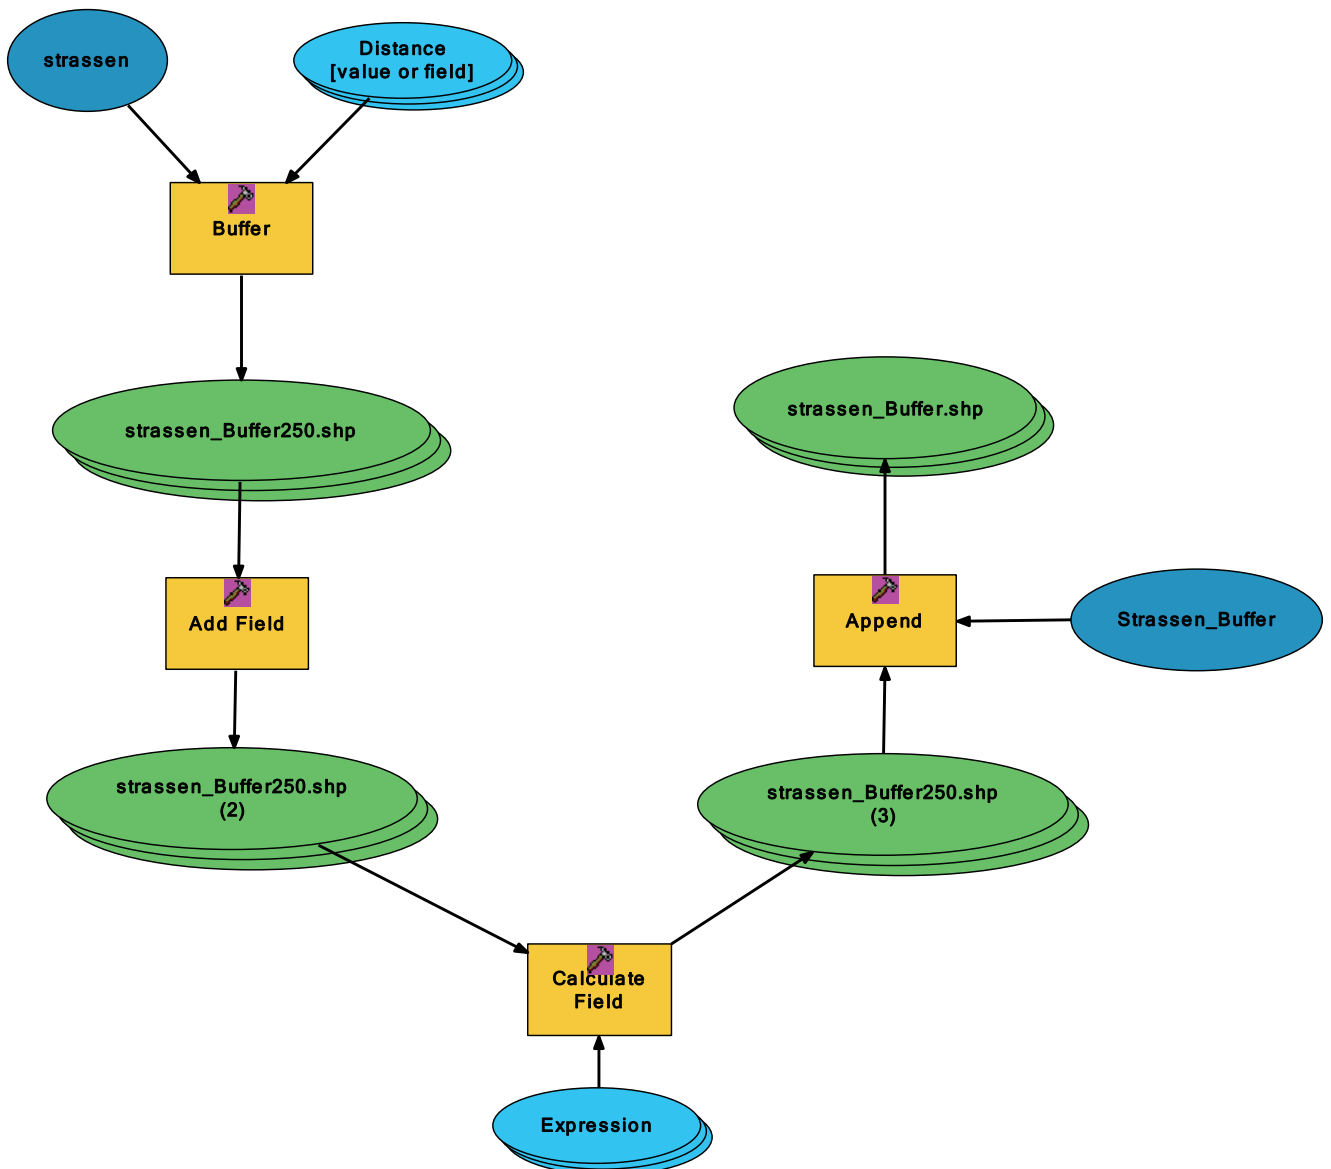 strassen
Distance
[value or field]
Buffer
strassen_Buffer250.shp
strassen_Buffer.shp
Add Field
Append
Strassen_Buffer
strassen_Buffer250.shp
(2)
strassen_Buffer250.shp
(3)
Calculate
Field
Expression